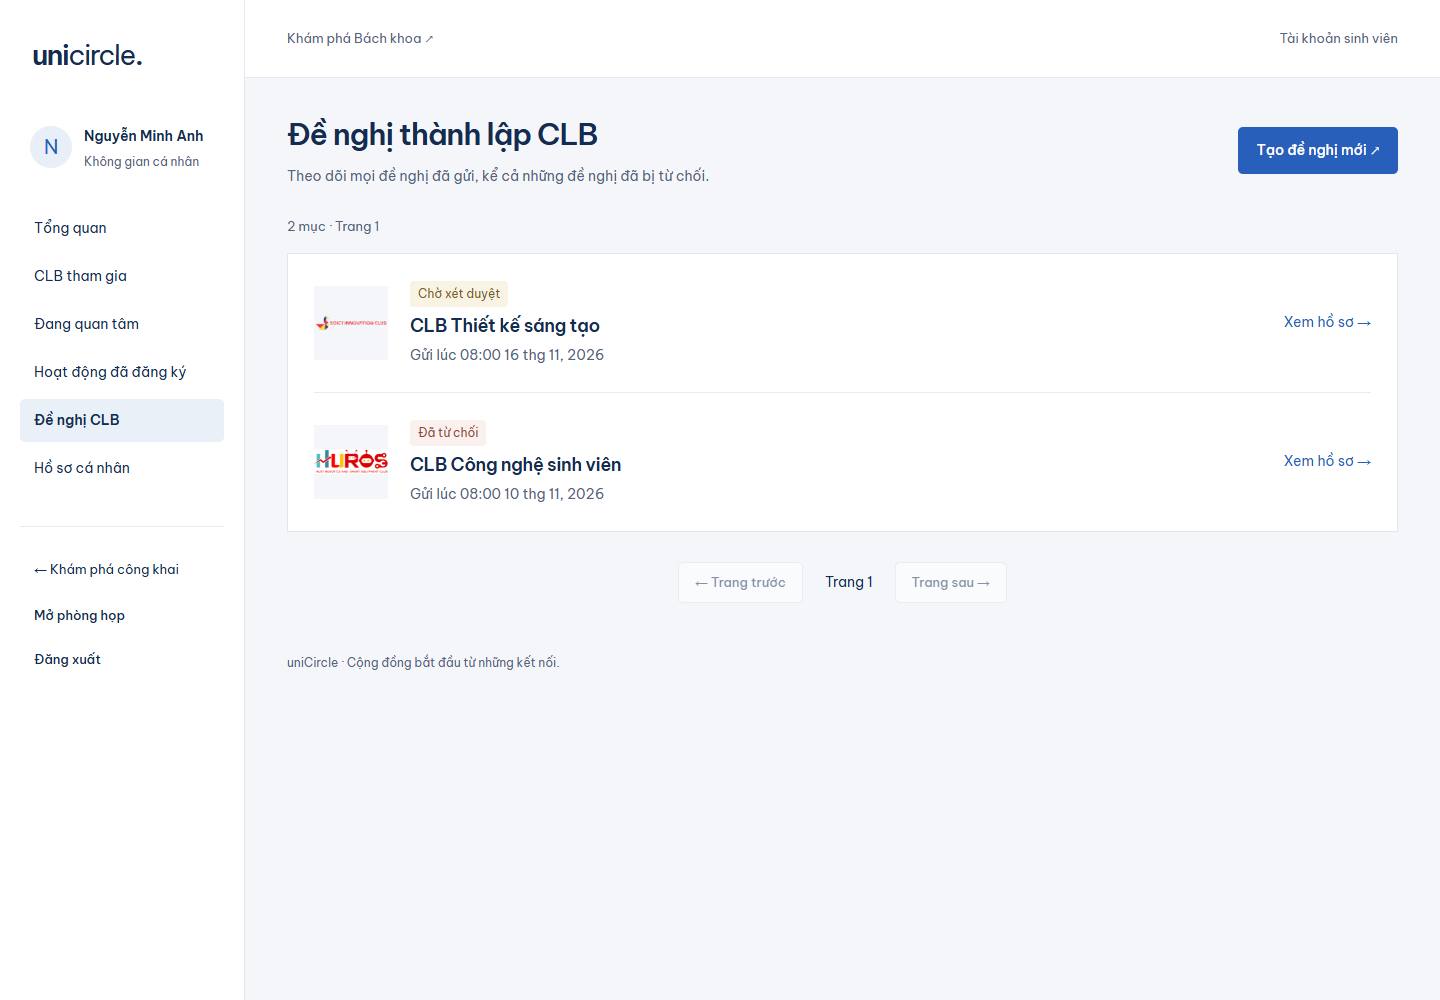 unicircle.
Khám phá Bách khoa ↗
Tài khoản sinh viên
N
Nguyễn Minh Anh
Không gian cá nhân
Tổng quan
CLB tham gia
Đang quan tâm
Hoạt động đã đăng ký
Đề nghị CLB
Hồ sơ cá nhân
← Khám phá công khai
Mở phòng họp
Đăng xuất
Đề nghị thành lập CLB
Theo dõi mọi đề nghị đã gửi, kể cả những đề nghị đã bị từ chối.
Tạo đề nghị mới ↗
2 mục · Trang 1
Chờ xét duyệt
CLB Thiết kế sáng tạo
Gửi lúc 08:00 16 thg 11, 2026
Xem hồ sơ →
HUROS
Đã từ chối
CLB Công nghệ sinh viên
Gửi lúc 08:00 10 thg 11, 2026
Xem hồ sơ →
← Trang trước
Trang 1
Trang sau →
uniCircle · Cộng đồng bắt đầu từ những kết nối.